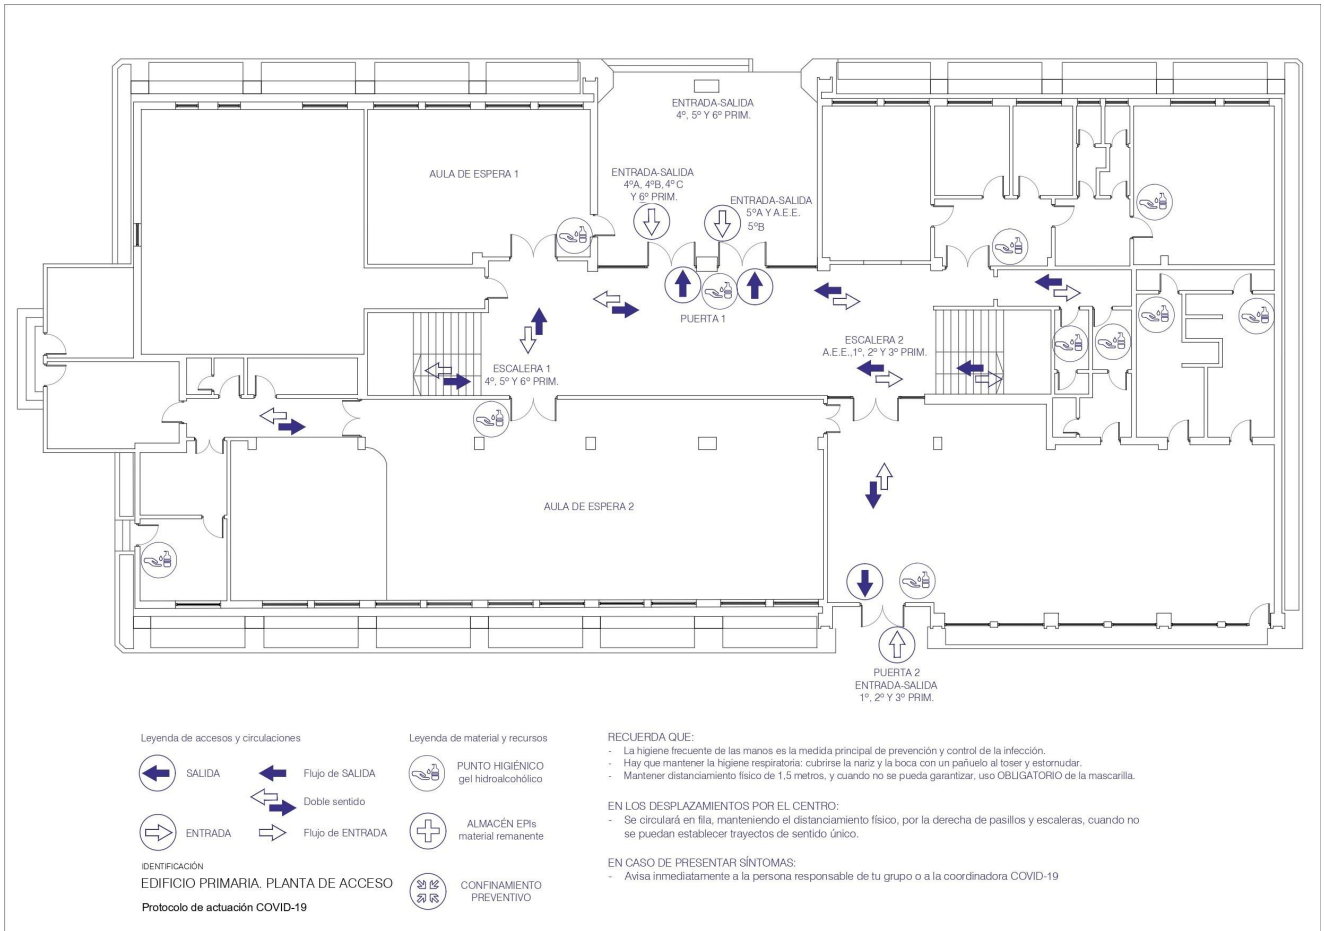 ENTRADA-SALIDA
4º, 5º Y 6º PRIM.
AULA DE ESPERA 1
ENTRADA-SALIDA
4ºA, 4ºB, 4º C
Y 6º PRIM.
ENTRADA-SALIDA
5ºA Y A.E.E.
5ºB
PUERTA 1
ESCALERA 2
A.E.E.,1º, 2º Y 3º PRIM.
ESCALERA 1
4º, 5º Y 6º PRIM.
AULA DE ESPERA 2
PUERTA 2
ENTRADA-SALIDA
1º, 2º Y 3º PRIM.
Leyenda de accesos y circulaciones
SALIDA
Flujo de SALIDA
Doble sentido
ENTRADA
Flujo de ENTRADA
IDENTIFICACIÓN
EDIFICIO PRIMARIA. PLANTA DE ACCESO
Protocolo de actuación COVID-19
Leyenda de material y recursos
PUNTO HIGIÉNICO
gel hidroalcohólico
ALMACÉN EPIs
material remanente
CONFINAMIENTO
PREVENTIVO
RECUERDA QUE:
- La higiene frecuente de las manos es la medida principal de prevención y control de la infección.
- Hay que mantener la higiene respiratoria: cubrirse la nariz y la boca con un pañuelo al toser y estornudar.
- Mantener distanciamiento físico de 1,5 metros, y cuando no se pueda garantizar, uso OBLIGATORIO de la mascarilla.
EN LOS DESPLAZAMIENTOS POR EL CENTRO:
- Se circulará en fila, manteniendo el distanciamiento físico, por la derecha de pasillos y escaleras, cuando no
se puedan establecer trayectos de sentido único.
EN CASO DE PRESENTAR SÍNTOMAS:
- Avisa inmediatamente a la persona responsable de tu grupo o a la coordinadora COVID-19